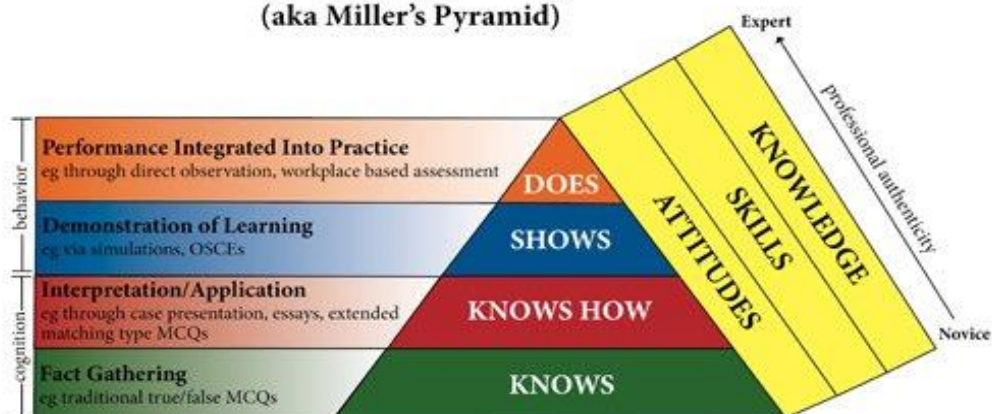 (aka Miller's Pyramid)
Expert
professional authenticity
Novice
behavior
cognition
Performance Integrated Into Practice
eg through direct observation, workplace based assessment
DOES
Demonstration of Learning
eg via simulations, OSCEs
SHOWS
Interpretation/Application
eg through case presentation, essays, extended
matching type MCQs
KNOWS HOW
Fact Gathering
eg traditional true/false MCQs
KNOWS
ATTITUDES
SKILLS
KNOWLEDGE